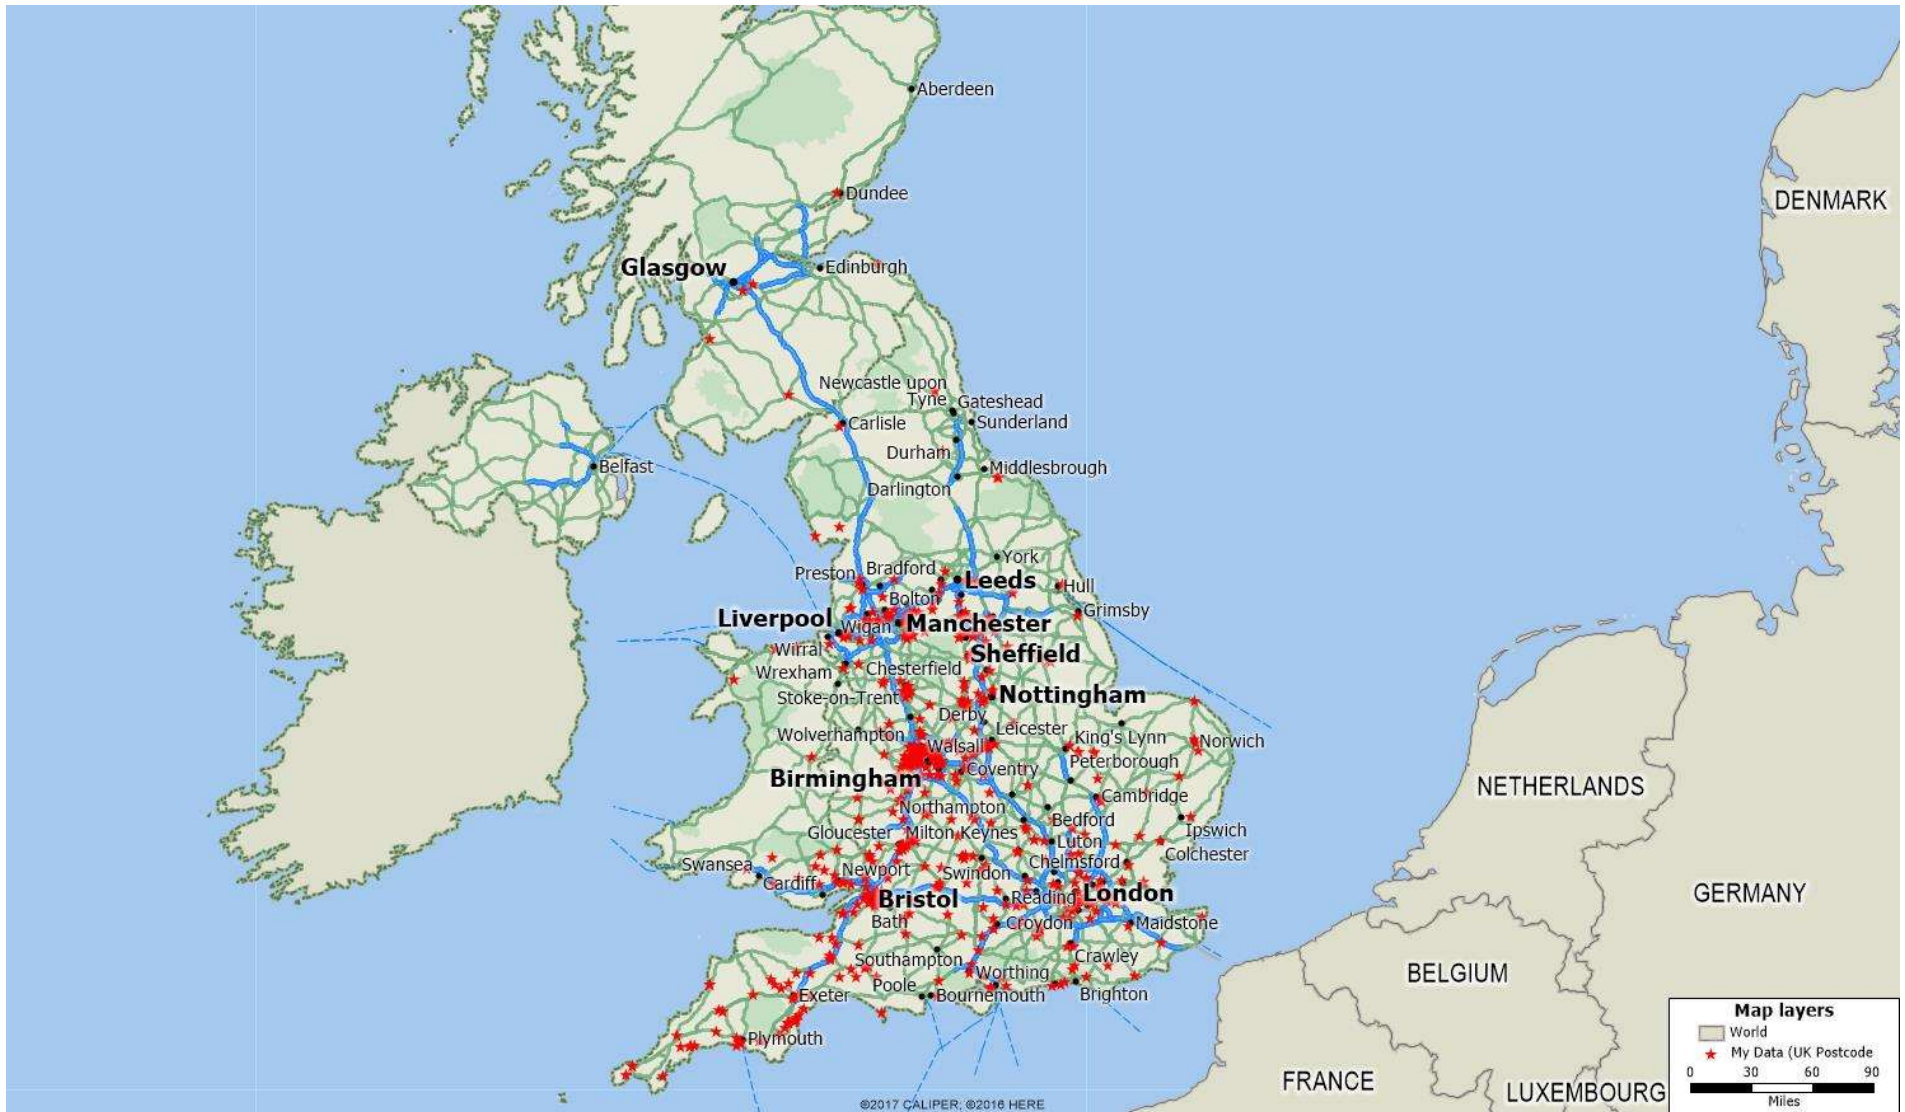 Aberdeen
Dundee
DENMARK
Glasgow
Edinburgh
Newcastle upon
Tyne
Gateshead
Sunderland
Carlisle
Durham
Belfast
Middlesbrough
Darlington
York
Preston
Bradford
Leeds
Hull
Bolton
Grimsby
Liverpool
Wigan
Manchester
Wirral
Sheffield
Wrexham
Chesterfield
Stoke-on-Trent
Nottingham
Derby
Leicester
Wolverhampton
Walsall
King's Lynn
Norwich
Peterborough
Birmingham
Coventry
NETHERLANDS
Northampton
Cambridge
Bedford
Gloucester
Milton Keynes
Ipswich
Luton
Colchester
Swansea
Newport
Swindon
Chelmsford
Cardiff
Bristol
Reading
London
GERMANY
Bath
Croydon
Maidstone
Southampton
Crawley
Worthing
BELGIUM
Poole
Exeter
Bournemouth
Brighton
Plymouth
FRANCE
LUXEMBOURG
Map layers
World
My Data (UK Postcode
0 30 60 90
Miles
©2017 CALIPER; ©2016 HERE